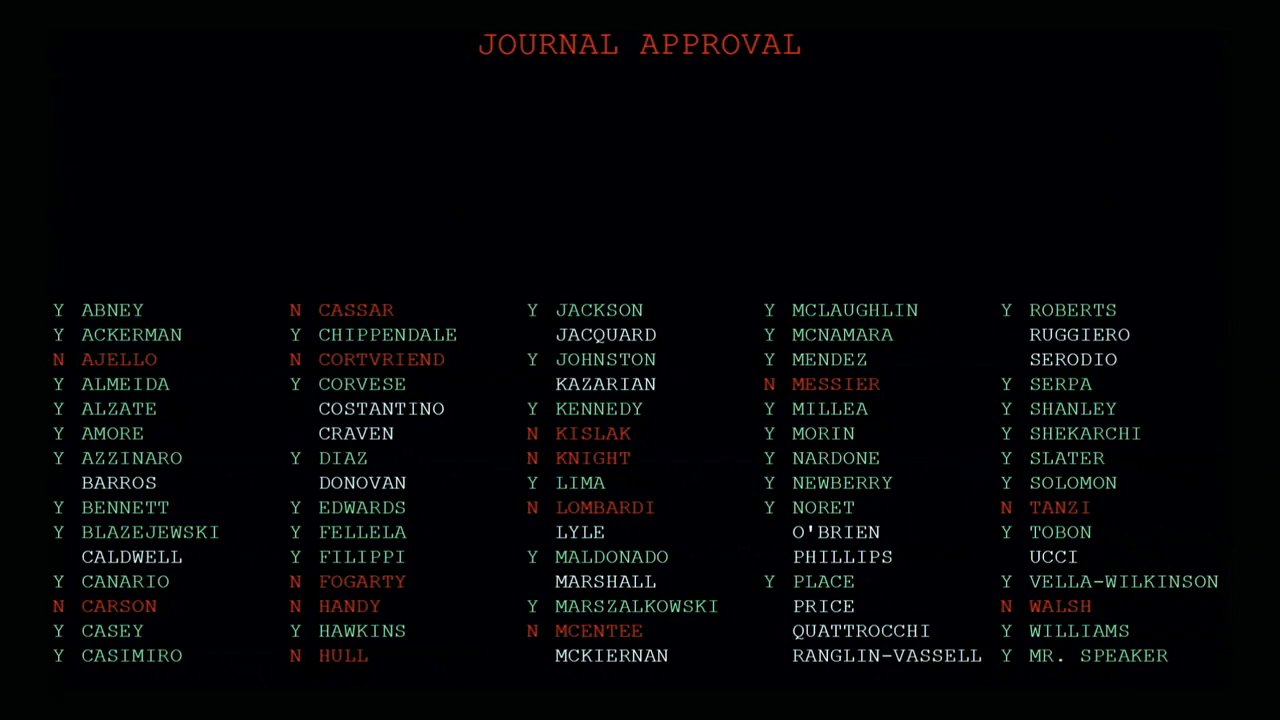 JOURNAL APPROVAL
Y ABNEY N CASSAR Y JACKSON Y MCLAUGHLIN Y ROBERTS
Y ACKERMAN Y CHIPPENDALE JACQUARD Y MCNAMARA RUGGIERO
N AJELLO N CORTVRIEND Y JOHNSTON Y MENDEZ SERODIO
Y ALMEIDA Y CORVESE KAZARIAN N MESSIER Y SERPA
Y ALZATE COSTANTINO Y KENNEDY Y MILLEA Y SHANLEY
Y AMORE CRAVEN N KISLAK Y MORIN Y SHEKARCHI
Y AZZINARO Y DIAZ N KNIGHT Y NARDONE Y SLATER
BARROS DONOVAN Y LIMA Y NEWBERRY Y SOLOMON
Y BENNETT Y EDWARDS N LOMBARDI Y NORET N TANZI
Y BLAZEJEWSKI Y FELLELA LYLE O'BRIEN Y TOBON
CALDWELL Y FILIPPI Y MALDONADO PHILLIPS UCCI
Y CANARIO N FOGARTY MARSHALL Y PLACE Y VELLA-WILKINSON
N CARSON N HANDY Y MARSZALKOWSKI PRICE N WALSH
Y CASEY Y HAWKINS N MCENTEE QUATTROCCHI Y WILLIAMS
Y CASIMIRO N HULL MCKIERNAN RANGLIN-VASSELL Y MR. SPEAKER